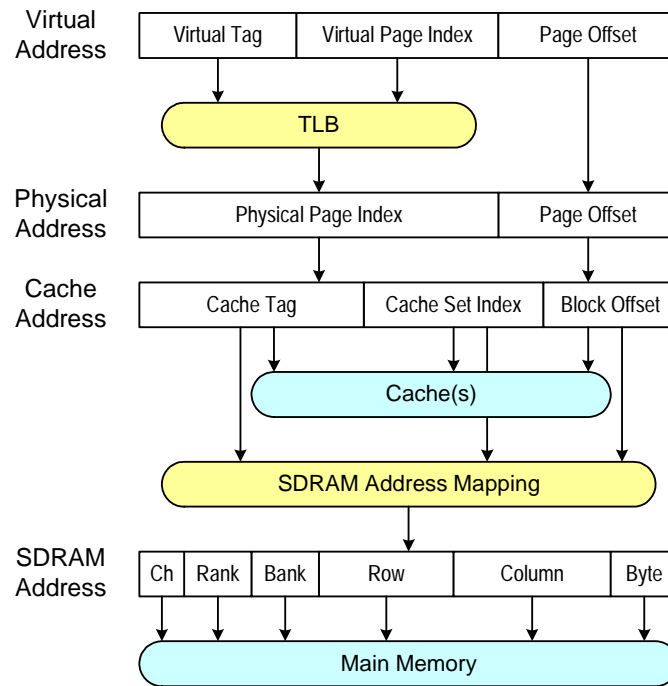 Virtual Address
Virtual Tag Virtual Page Index Page Offset
TLB
Physical Address
Physical Page Index Page Offset
Cache Address
Cache Tag Cache Set Index Block Offset
Cache(s)
SDRAM Address Mapping
SDRAM Address
Ch Rank Bank Row Column Byte
Main Memory